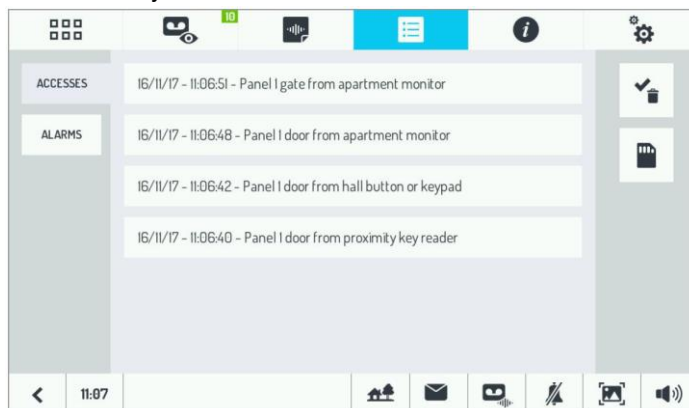 10
ACCESSES
16/11/17 - 11:06:51 - Panel 1 gate from apartment monitor
ALARMS
16/11/17 - 11:06:48 - Panel 1 door from apartment monitor
16/11/17 - 11:06:42 - Panel 1 door from hall button or keypad
16/11/17 - 11:06:40 - Panel 1 door from proximity key reader
11:07